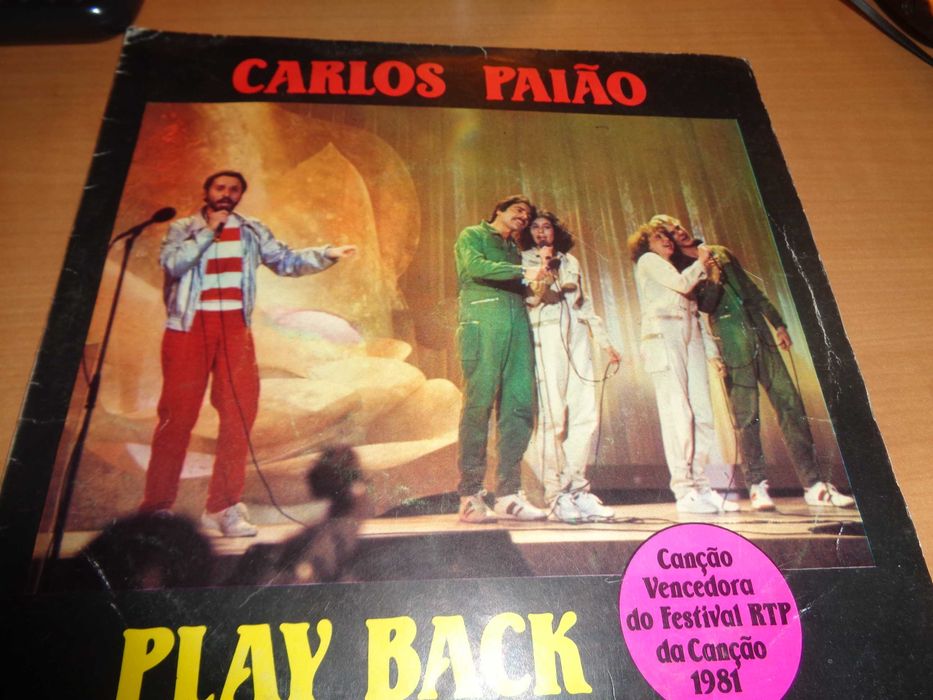 CARLOS PAIÃO
PLAY BACK
Canção
Vencedora
do Festival RTP
da Canção
1981